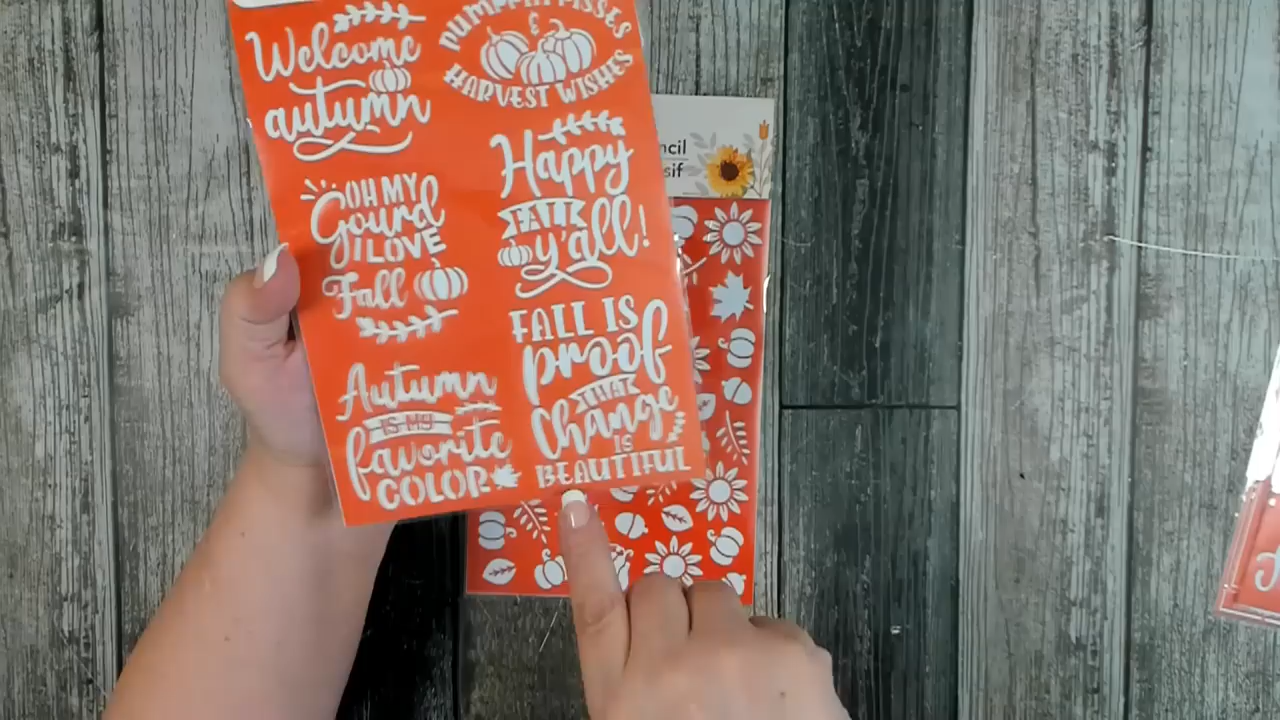 Welcome
autumn
PUMPKIN KISSES
&
HARVEST WISHES
OH MY
Gourd
I LOVE
Fall
Happy
FALL
y'all!
Autumn
IS MY
favorite
COLOR
FALL IS
proof
THAT
Change
IS
BEAUTIFUL
ncil
sif